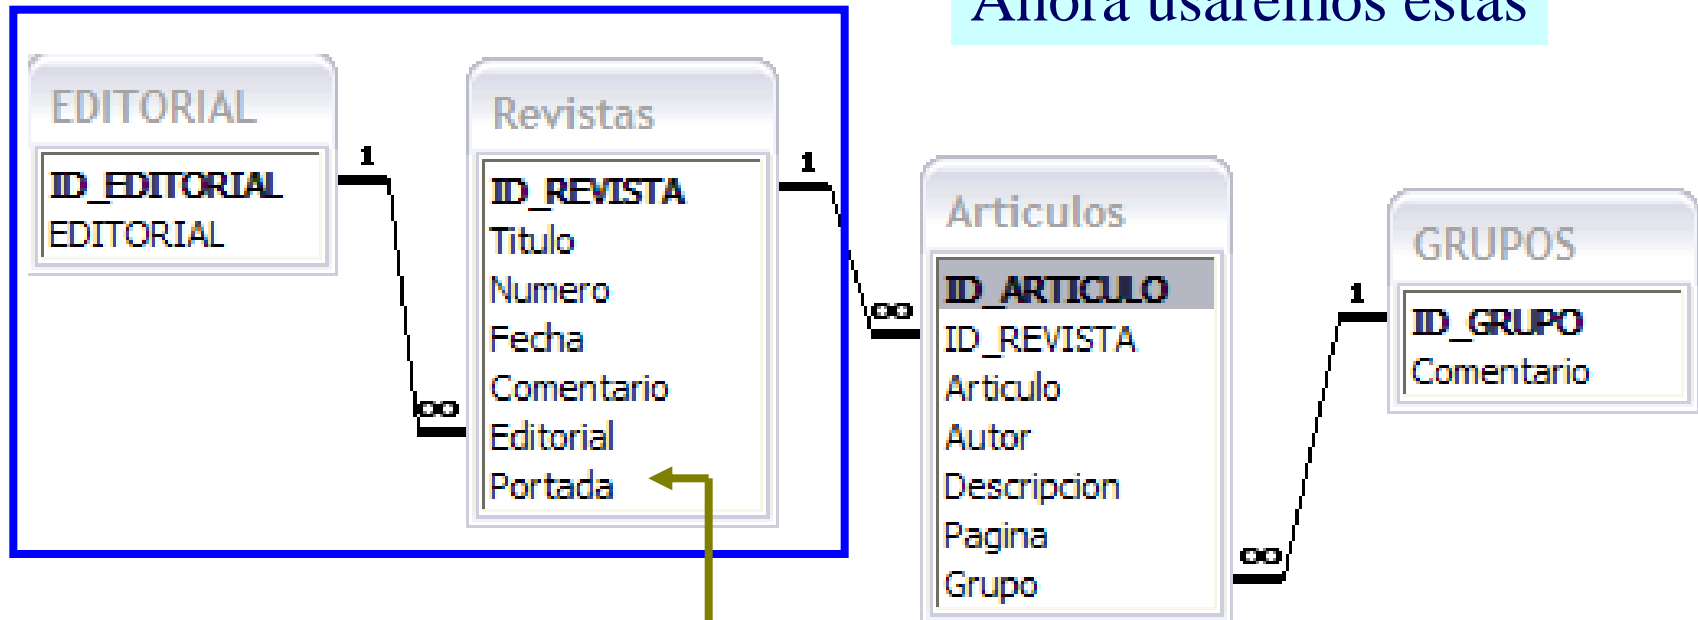 Ahora usaremos estas
EDITORIAL
ID_EDITORIAL
EDITORIAL
1
∞
Revistas
ID_REVISTA
Titulo
Numero
Fecha
Comentario
Editorial
Portada
1
∞
Articulos
ID_ARTICULO
ID_REVISTA
Articulo
Autor
Descripcion
Pagina
Grupo
∞
1
GRUPOS
ID_GRUPO
Comentario